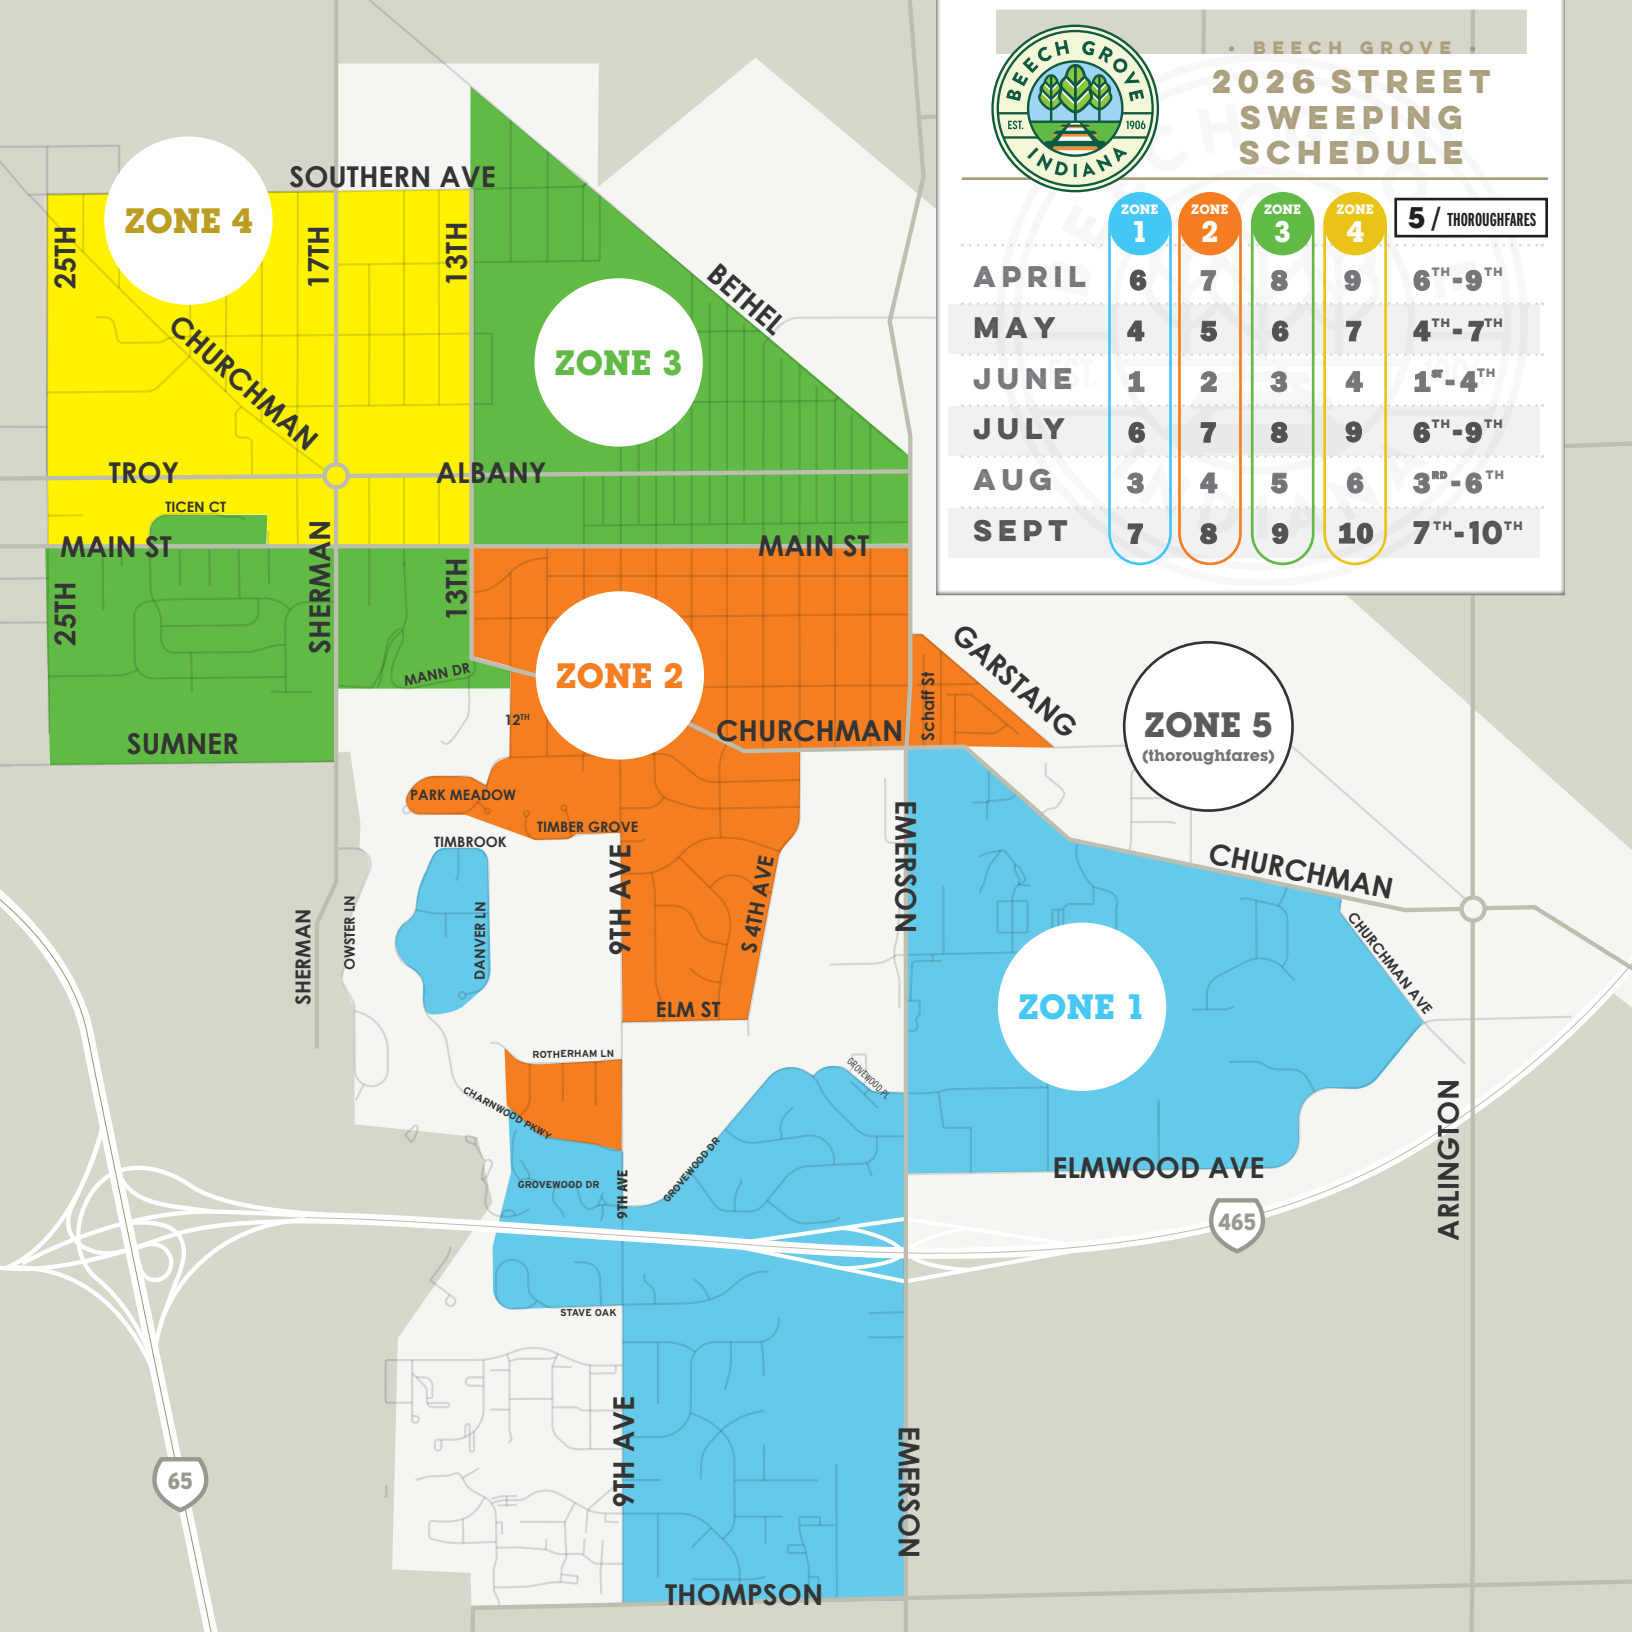 • BEECH GROVE •
2026 STREET
SWEEPING
SCHEDULE
BEECH GROVE
EST. 1906
INDIANA
ZONE 1 ZONE 2 ZONE 3 ZONE 4 5 / THOROUGHFARES
APRIL 6 7 8 9 6TH-9TH
MAY 4 5 6 7 4TH-7TH
JUNE 1 2 3 4 1ST-4TH
JULY 6 7 8 9 6TH-9TH
AUG 3 4 5 6 3RD-6TH
SEPT 7 8 9 10 7TH-10TH
SOUTHERN AVE
ZONE 4
25TH
17TH
13TH
BETHEL
CHURCHMAN
ZONE 3
TROY
ALBANY
TICEN CT
MAIN ST
MAIN ST
25TH
SHERMAN
13TH
MANN DR
ZONE 2
GARSTANG
Schaff St
12TH
SUMNER
CHURCHMAN
ZONE 5
(thoroughfares)
PARK MEADOW
TIMBER GROVE
TIMBROOK
9TH AVE
S 4TH AVE
EMERSON
CHURCHMAN
CHURCHMAN AVE
SHERMAN
OWSTER LN
DANVER LN
ELM ST
ZONE 1
ROTHERHAM LN
CHARNWOOD PKWY
GROVEWOOD PL
GROVEWOOD DR
GROVEWOOD DR
9TH AVE
ELMWOOD AVE
ARLINGTON
465
STAVE OAK
65
9TH AVE
EMERSON
THOMPSON